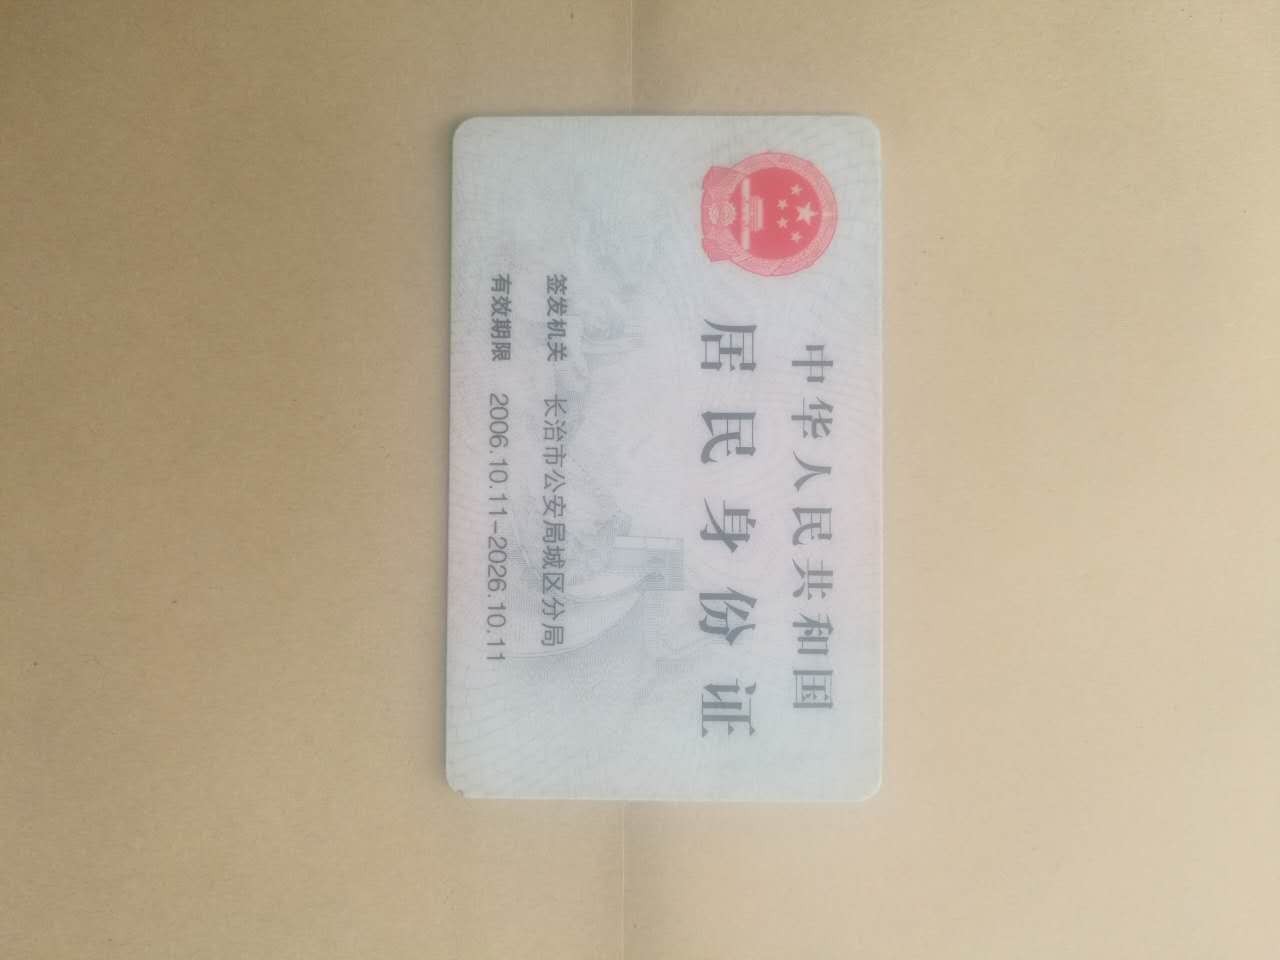 中华人民共和国
居民身份证
签发机关 长治市公安局城区分局
有效期限 2006.10.11-2026.10.11